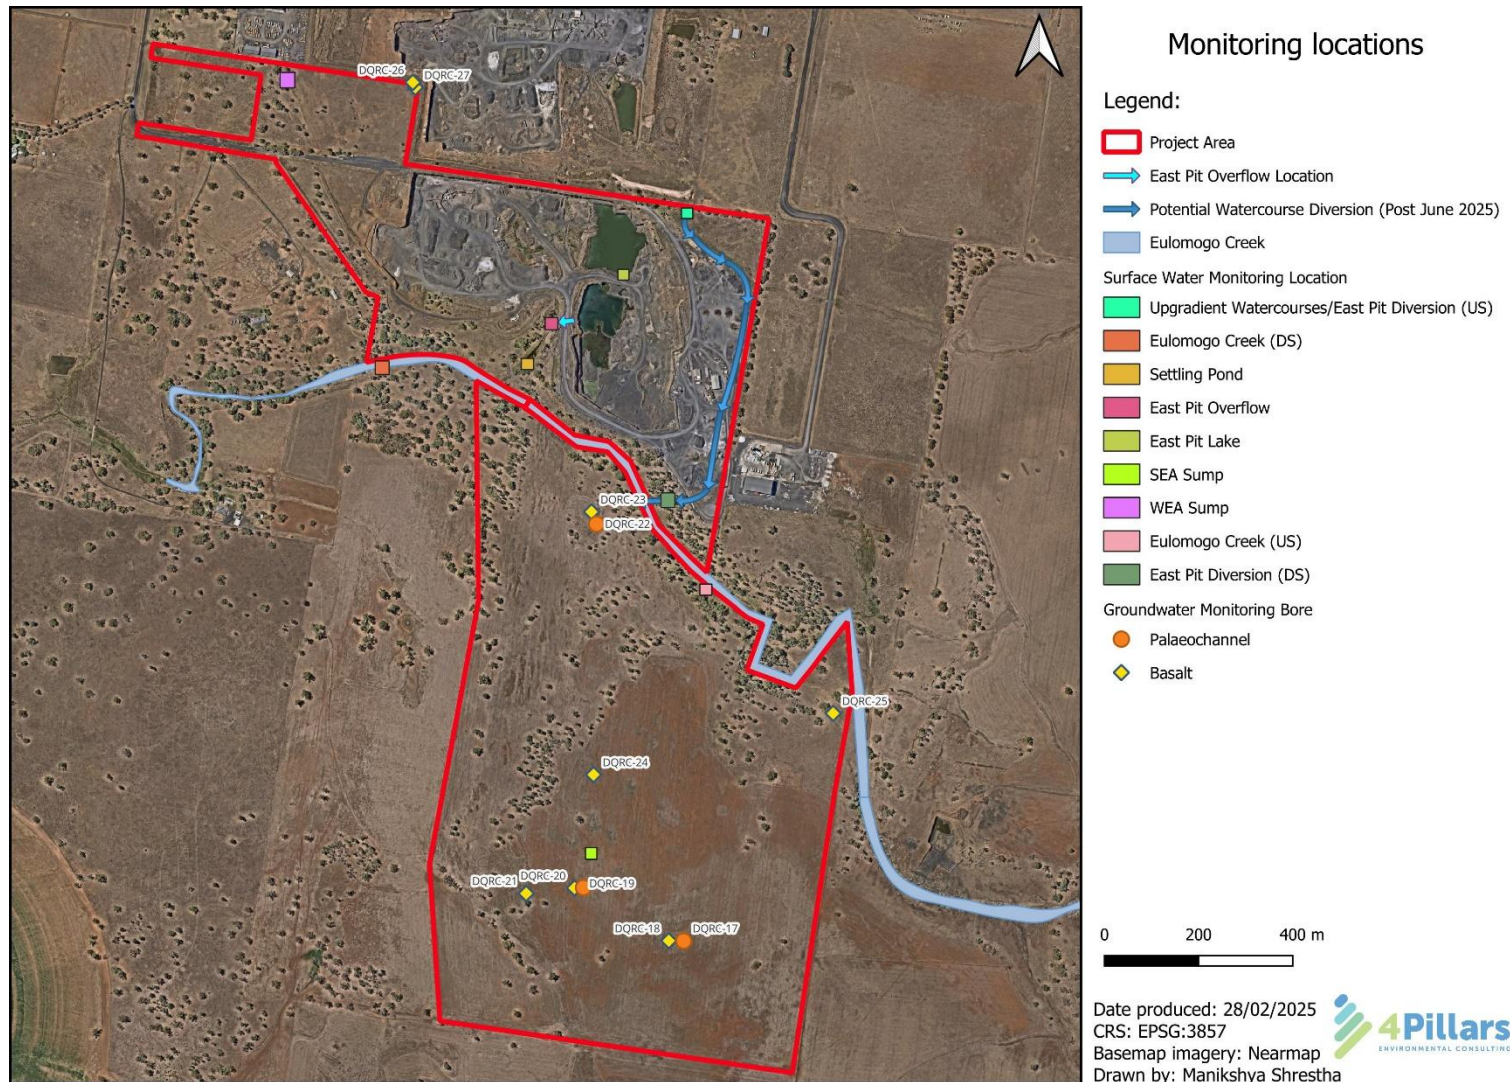 Monitoring locations
Legend:
Project Area
East Pit Overflow Location
Potential Watercourse Diversion (Post June 2025)
Eulomogo Creek
Surface Water Monitoring Location
Upgradient Watercourses/East Pit Diversion (US)
Eulomogo Creek (DS)
Settling Pond
East Pit Overflow
East Pit Lake
SEA Sump
WEA Sump
Eulomogo Creek (US)
East Pit Diversion (DS)
Groundwater Monitoring Bore
Palaeochannel
Basalt
DQRC-26
DQRC-27
DQRC-23
DQRC-22
DQRC-25
DQRC-24
DQRC-21
DQRC-20
DQRC-19
DQRC-18
DQRC-17
0 200 400 m
Date produced: 28/02/2025
CRS: EPSG:3857
Basemap imagery: Nearmap
Drawn by: Manikshya Shrestha
4Pillars
ENVIRONMENTAL CONSULTING